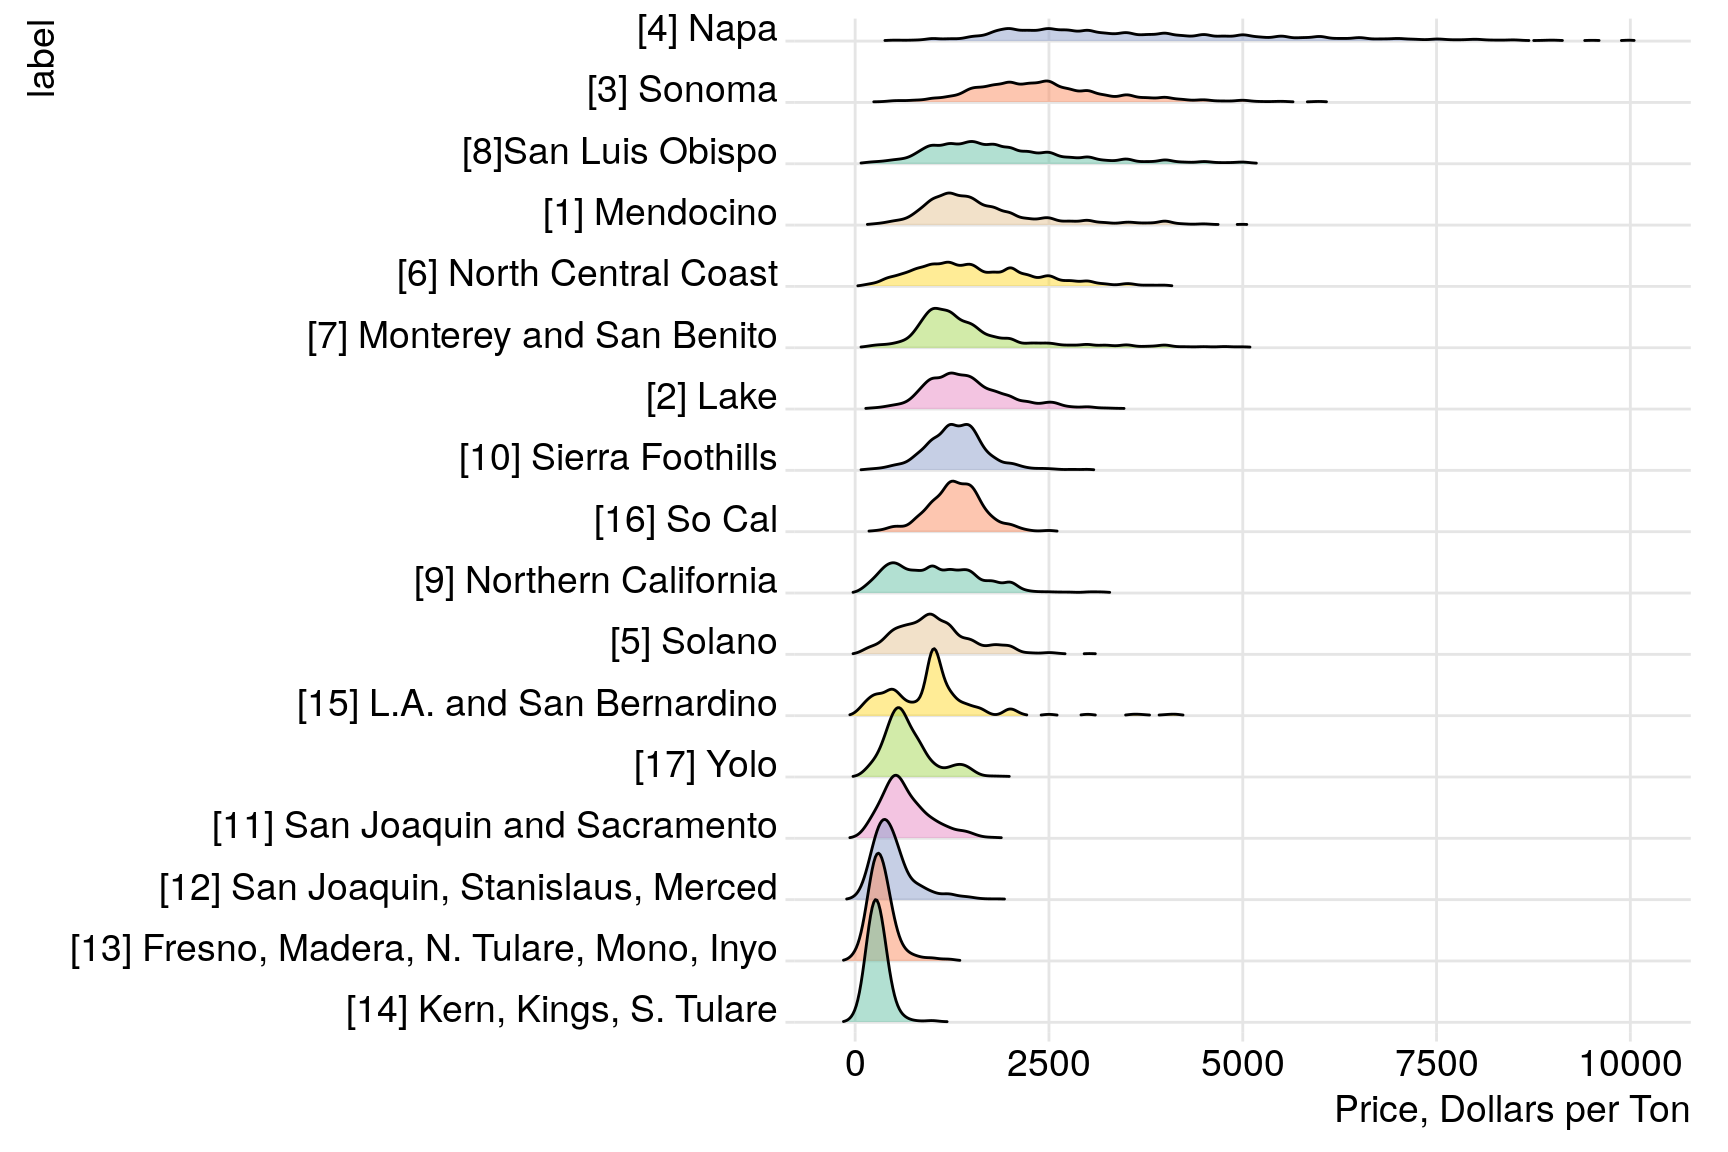 label
[4] Napa
[3] Sonoma
[8]San Luis Obispo
[1] Mendocino
[6] North Central Coast
[7] Monterey and San Benito
[2] Lake
[10] Sierra Foothills
[16] So Cal
[9] Northern California
[5] Solano
[15] L.A. and San Bernardino
[17] Yolo
[11] San Joaquin and Sacramento
[12] San Joaquin, Stanislaus, Merced
[13] Fresno, Madera, N. Tulare, Mono, Inyo
[14] Kern, Kings, S. Tulare
0 2500 5000 7500 10000
Price, Dollars per Ton